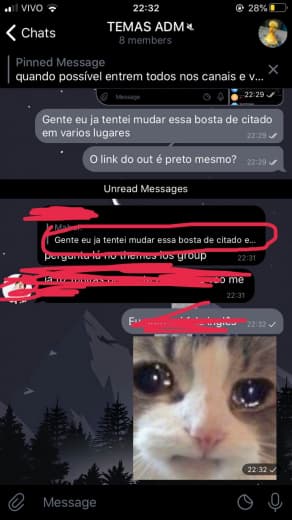 VIVO
22:32
28%
Chats
TEMAS ADM
8 members
Pinned Message
quando possível entrem todos nos canais e v...
Message
22:29
Gente eu ja tentei mudar essa bosta de citado
em varios lugares
22:29
O link do out é preto mesmo?
22:29
Unread Messages
Gente eu ja tentei mudar essa bosta de citado e...
pergunta lá no themes ios group
22:31
me
22:31
inglês
22:32
22:32
Message